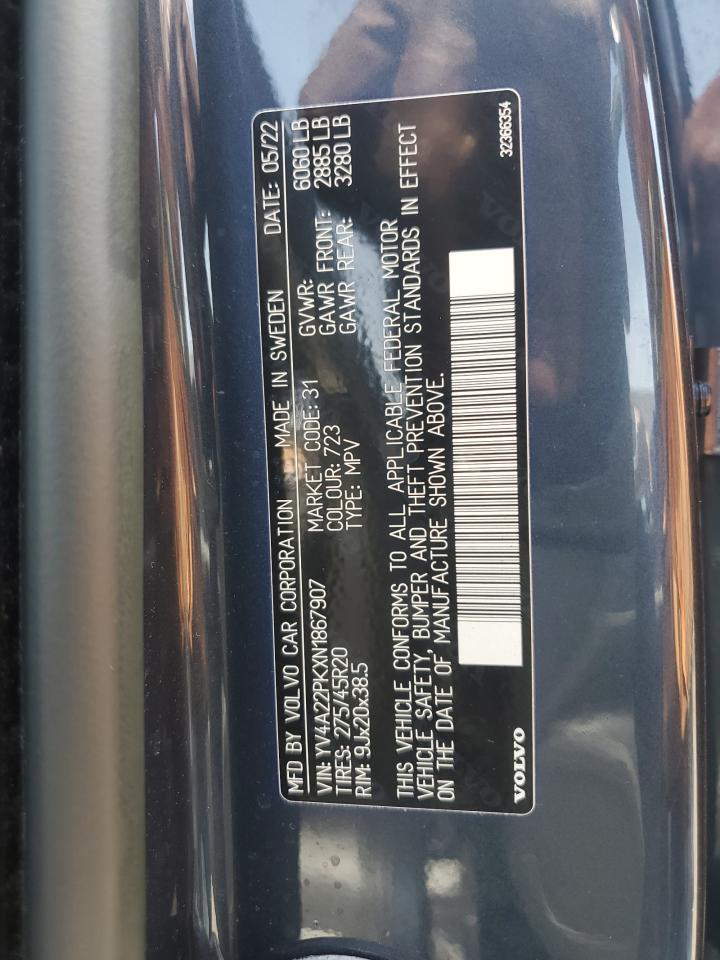 MFD BY VOLVO CAR CORPORATION MADE IN SWEDEN DATE: 05/22
VIN: YV4A22PKXN1867907 MARKET CODE: 31 GVWR: 6060 LB
TIRES: 275/45R20 COLOUR: 723 GAWR FRONT: 2885 LB
RIM: 9Jx20x38.5 TYPE: MPV GAWR REAR: 3280 LB
THIS VEHICLE CONFORMS TO ALL APPLICABLE FEDERAL MOTOR
VEHICLE SAFETY, BUMPER AND THEFT PREVENTION STANDARDS IN EFFECT
ON THE DATE OF MANUFACTURE SHOWN ABOVE.
VOLVO 32366354